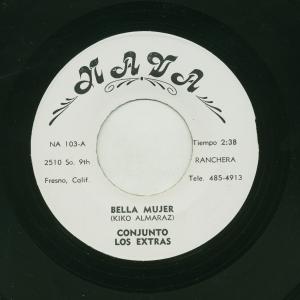 NAVA
NA 103-A
Tiempo 2:38
2510 So. 9th
RANCHERA
Fresno, Calif.
Tele. 485-4913
BELLA MUJER
(KIKO ALMARAZ)
CONJUNTO
LOS EXTRAS